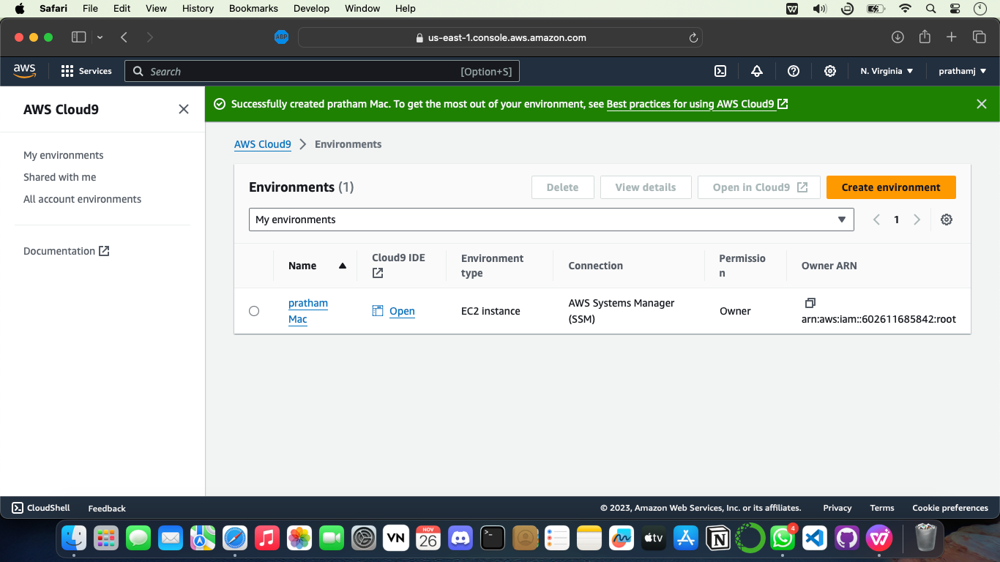 Safari File Edit View History Bookmarks Develop Window Help
ABP us-east-1.console.aws.amazon.com
aws Services Search [Option+S] N. Virginia prathamj
AWS Cloud9
My environments
Shared with me
All account environments
Documentation
Successfully created pratham Mac. To get the most out of your environment, see Best practices for using AWS Cloud9
AWS Cloud9 Environments
Environments (1) Delete View details Open in Cloud9 Create environment
My environments 1
Name Cloud9 IDE Environment type Connection Permissio n Owner ARN
pratham Mac Open EC2 instance AWS Systems Manager (SSM) Owner arn:aws:iam::602611685842:root
CloudShell Feedback © 2023, Amazon Web Services, Inc. or its affiliates. Privacy Terms Cookie preferences
VN NOV 26 tv 4